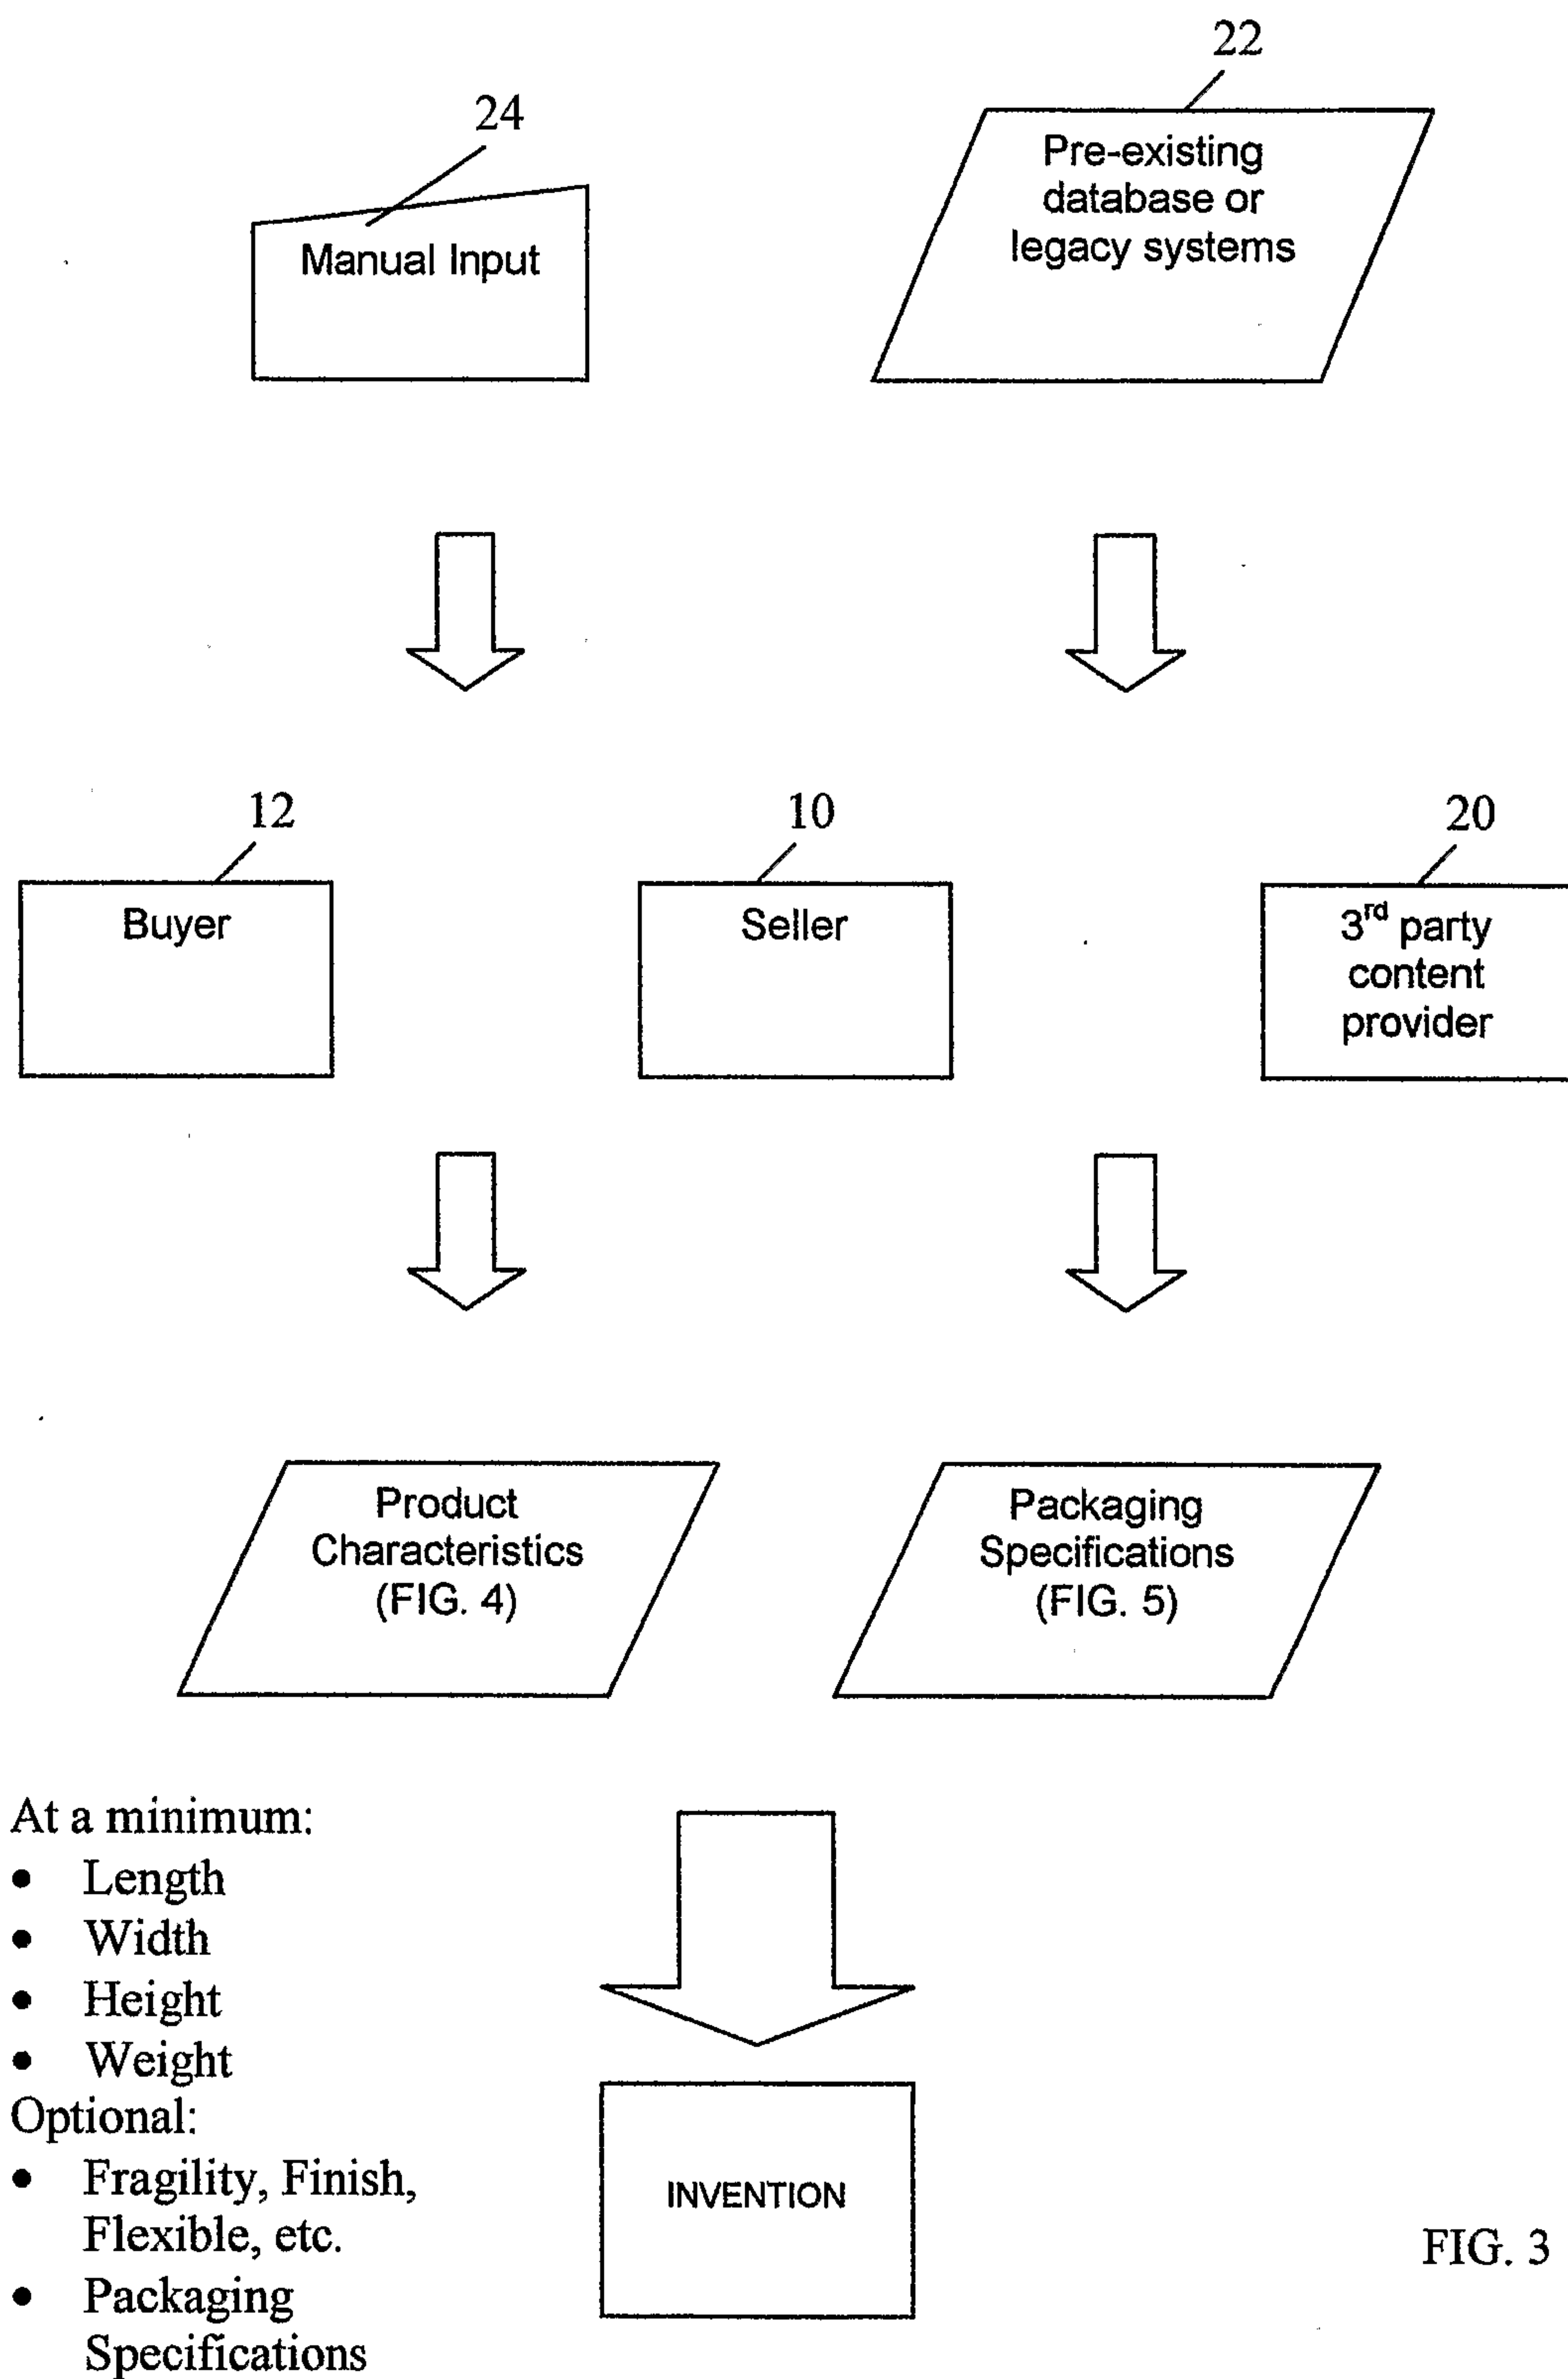 22
24
Pre-existing
database or
legacy systems
Manual Input
12
10
20
Buyer
Seller
3rd party
content
provider
Product
Characteristics
(FIG. 4)
Packaging
Specifications
(FIG. 5)
At a minimum:
• Length
• Width
• Height
• Weight
Optional:
• Fragility, Finish,
Flexible, etc.
• Packaging
Specifications
INVENTION
FIG. 3